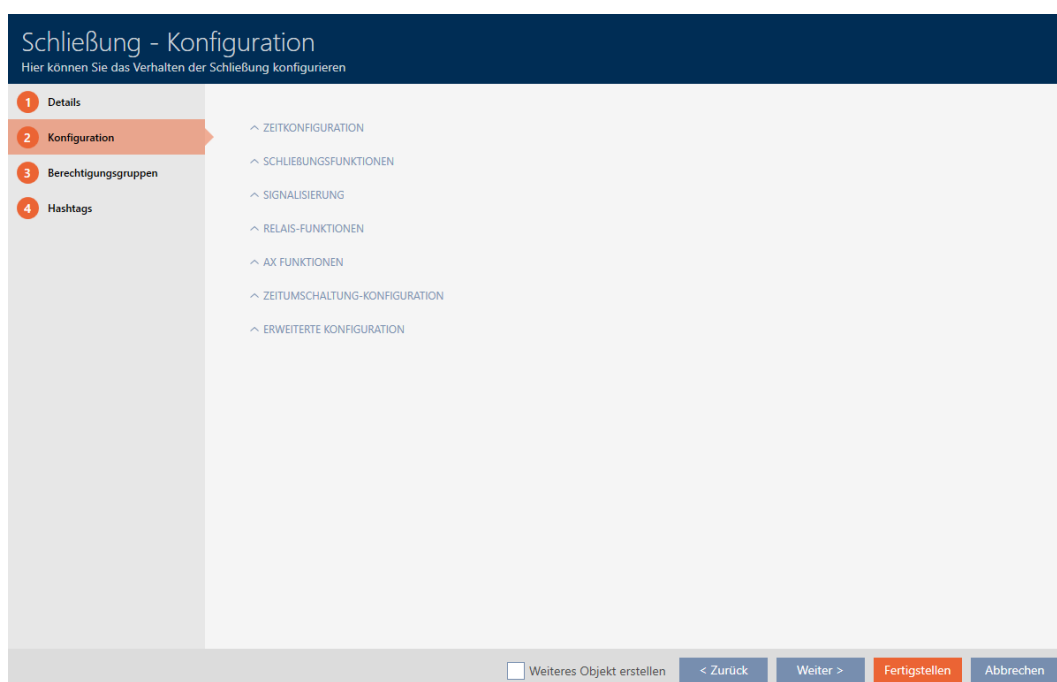 Schließung - Konfiguration
Hier können Sie das Verhalten der Schließung konfigurieren
1 Details
2 Konfiguration
3 Berechtigungsgruppen
4 Hashtags
ZEITKONFIGURATION
SCHLIEßUNGSFUNKTIONEN
SIGNALISIERUNG
RELAIS-FUNKTIONEN
AX FUNKTIONEN
ZEITUMSCHALTUNG-KONFIGURATION
ERWEITERTE KONFIGURATION
Weiteres Objekt erstellen < Zurück Weiter > Fertigstellen Abbrechen